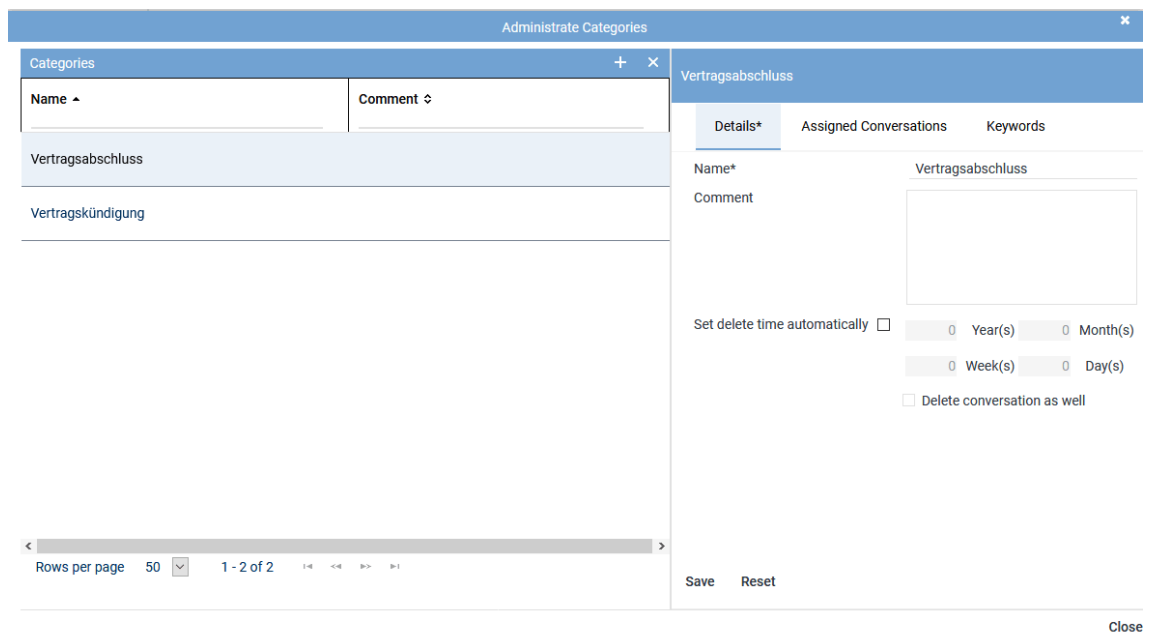 Administrate Categories
Categories
Name
Comment
Vertragsabschluss
Vertragskündigung
Rows per page 50 1 - 2 of 2
Vertragsabschluss
Details* Assigned Conversations Keywords
Name* Vertragsabschluss
Comment
Set delete time automatically 0 Year(s) 0 Month(s)
0 Week(s) 0 Day(s)
Delete conversation as well
Save Reset
Close